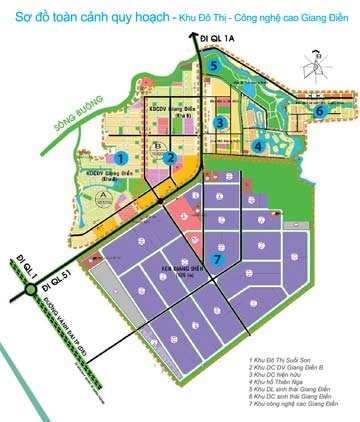 Sơ đồ toàn cảnh quy hoạch - Khu Đô Thị - Công nghệ cao Giang Điền
ĐI QL 1A
5
B
6
SÔNG BUÔNG
KDCDV Giang Điền
(Khu B)
3
4
1
2
B
KDCDV Giang Điền
(Khu A)
A
KCN GIANG ĐIỀN
7
ĐI QL1
ĐI QL 51
ĐƯỜNG VÀNH ĐAI TP (DK)
1 Khu Đô Thị Suối Son
2 Khu DC DV Giang Điền B
3 Khu DC hiện hữu
4 Khu hồ Thiên Nga
5 Khu DL sinh thái Giang Điền
6 Khu DC sinh thái Giang Điền
7 Khu công nghệ cao Giang Điền